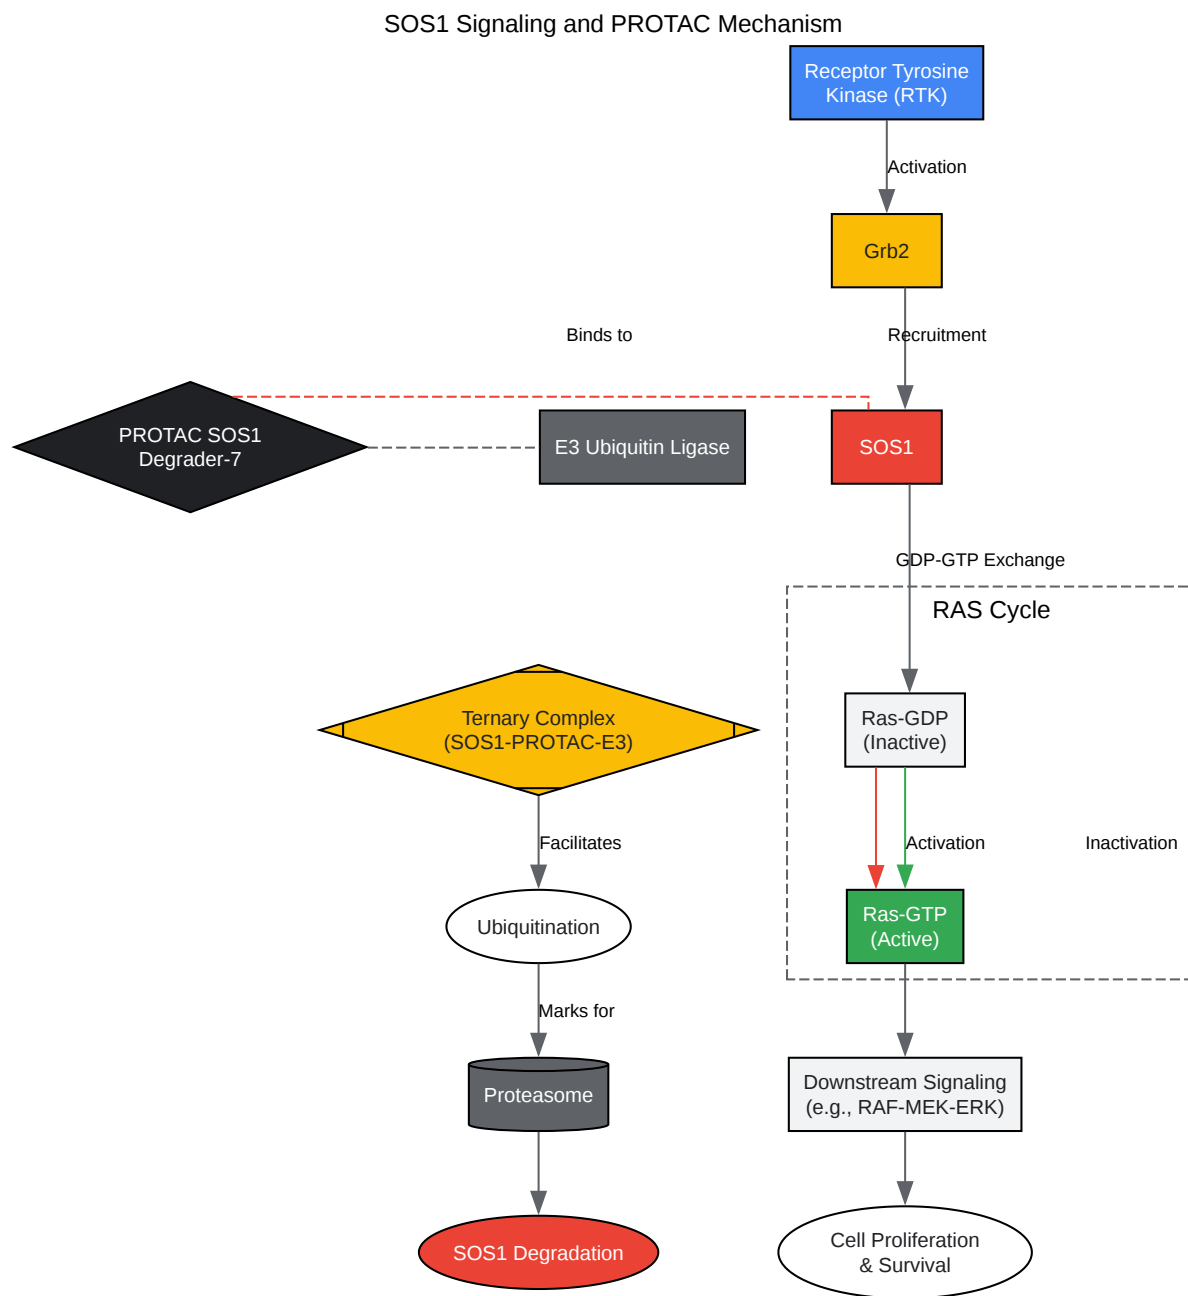 SOS1 Signaling and PROTAC Mechanism
Receptor Tyrosine
Kinase (RTK)
Activation
Grb2
Binds to
Recruitment
PROTAC SOS1
Degrader-7
E3 Ubiquitin Ligase
SOS1
GDP-GTP Exchange
RAS Cycle
Ternary Complex
(SOS1-PROTAC-E3)
Ras-GDP
(Inactive)
Facilitates
Activation
Inactivation
Ubiquitination
Ras-GTP
(Active)
Marks for
Proteasome
Downstream Signaling
(e.g., RAF-MEK-ERK)
SOS1 Degradation
Cell Proliferation
& Survival